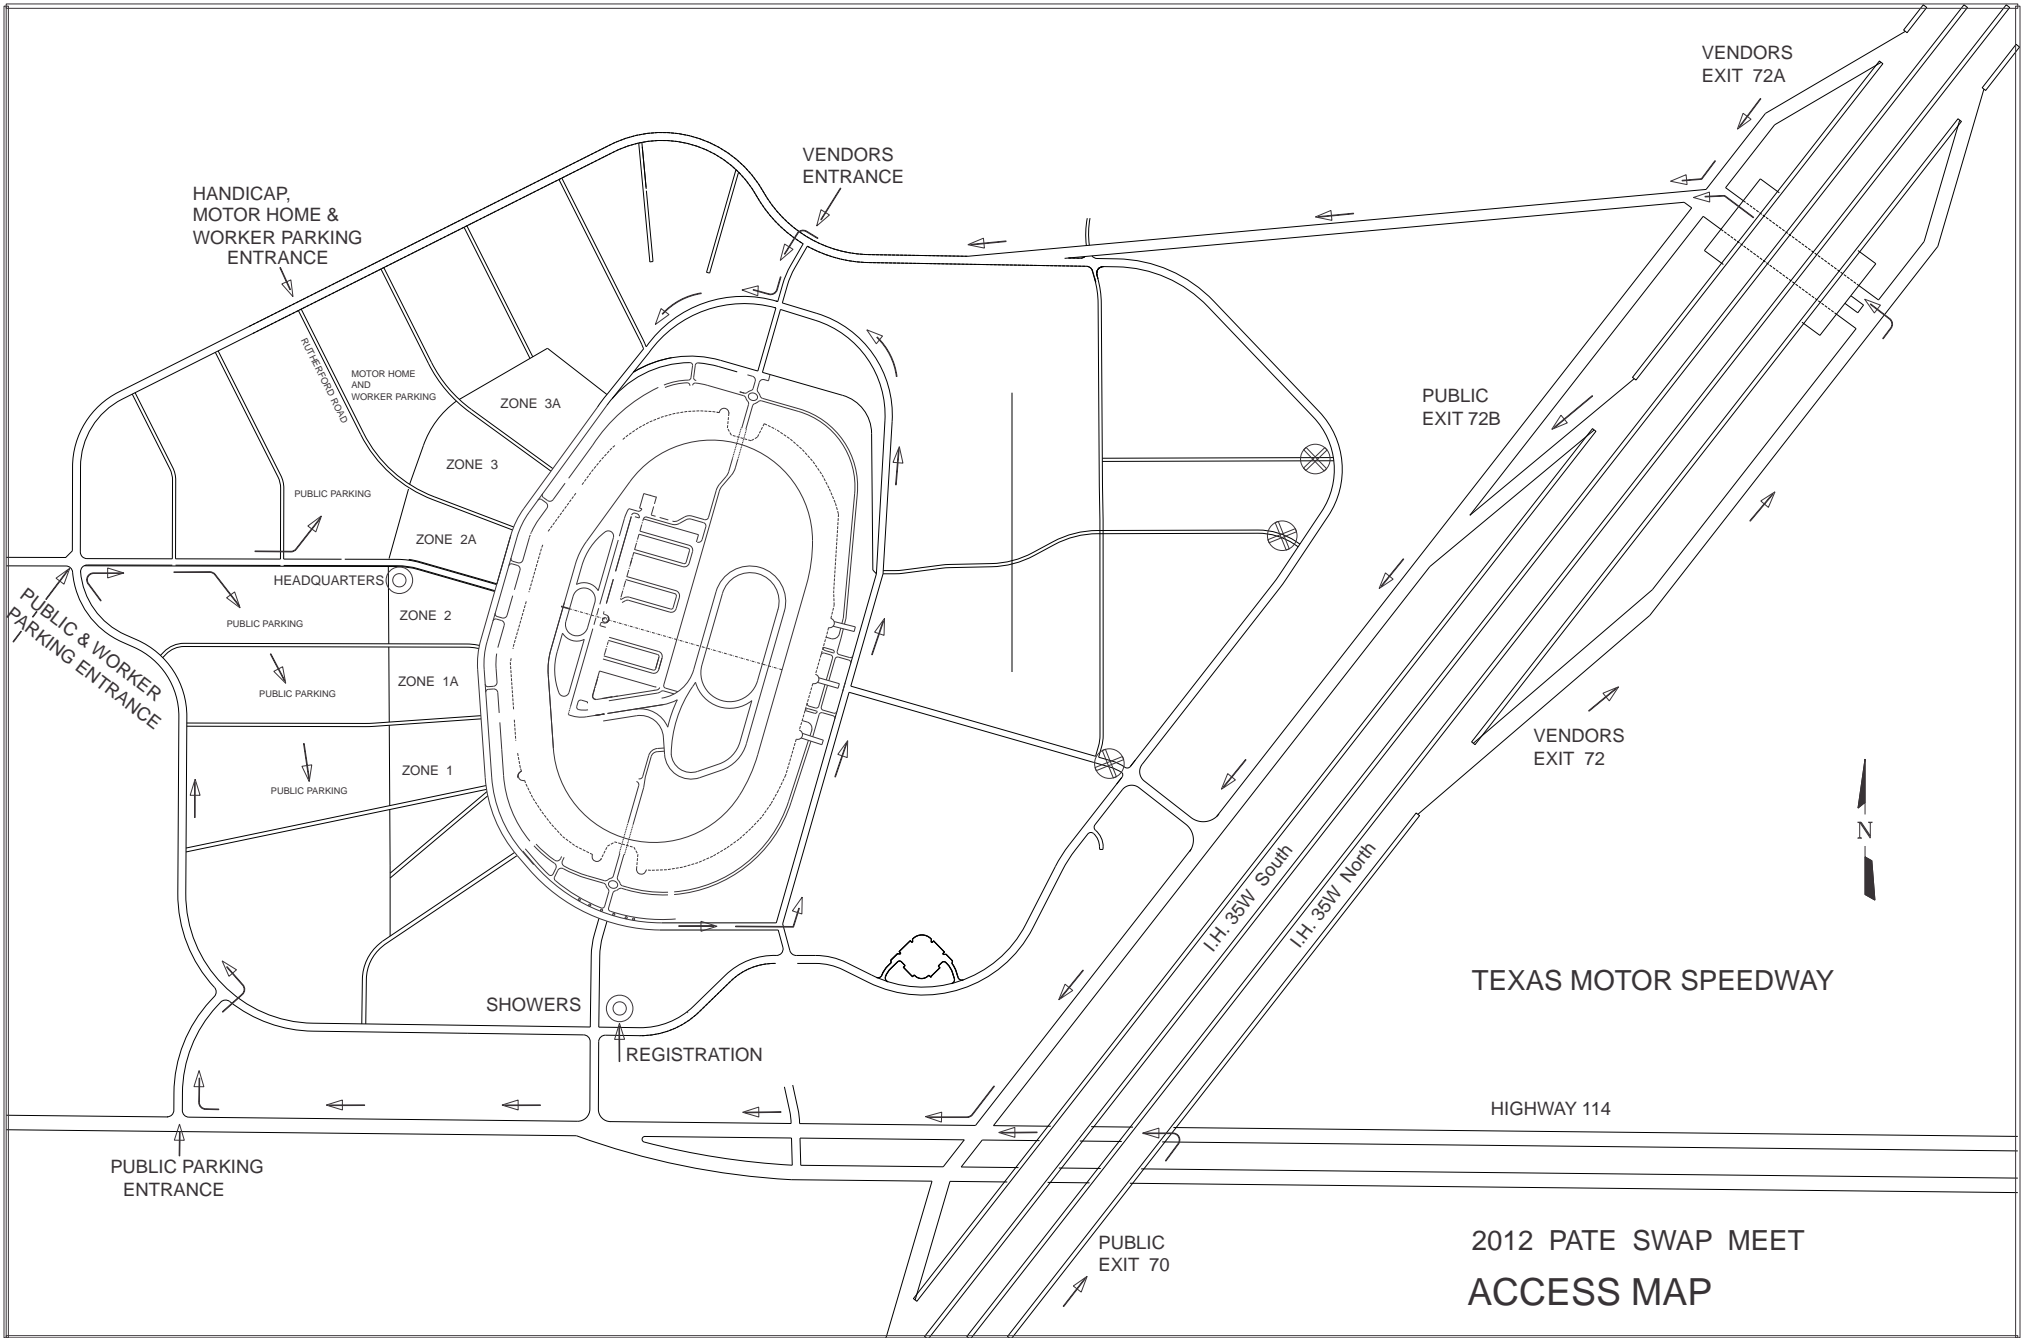 VENDORS
EXIT 72A
VENDORS
ENTRANCE
HANDICAP,
MOTOR HOME &
WORKER PARKING
ENTRANCE
RUTHERFORD ROAD
MOTOR HOME
AND
WORKER PARKING
ZONE 3A
PUBLIC
EXIT 72B
ZONE 3
PUBLIC PARKING
ZONE 2A
HEADQUARTERS
PUBLIC & WORKER
PARKING ENTRANCE
ZONE 2
PUBLIC PARKING
ZONE 1A
PUBLIC PARKING
VENDORS
EXIT 72
ZONE 1
PUBLIC PARKING
N
I.H. 35W South
I.H. 35W North
TEXAS MOTOR SPEEDWAY
SHOWERS
REGISTRATION
HIGHWAY 114
PUBLIC PARKING
ENTRANCE
PUBLIC
EXIT 70
2012 PATE SWAP MEET
ACCESS MAP